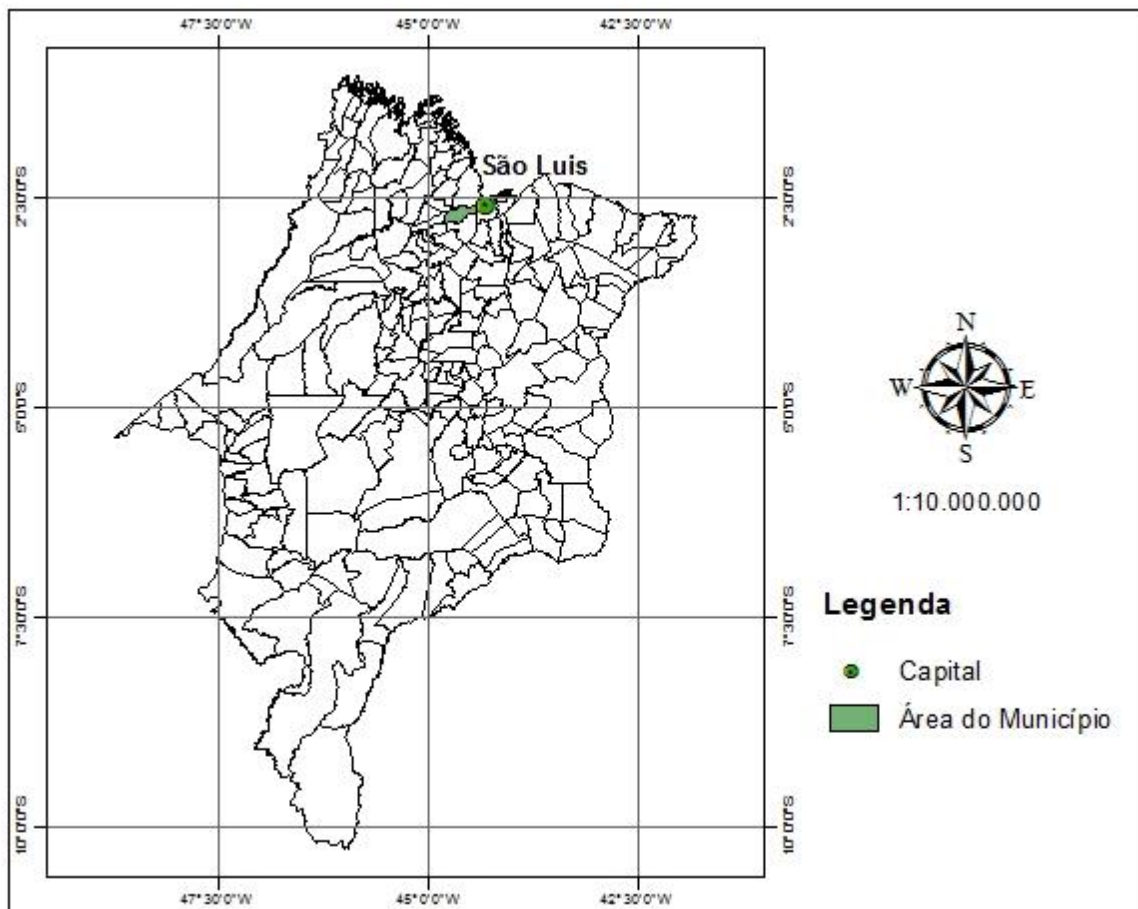 47°30'0"W 45°0'0"W 42°30'0"W
São Luis
2°30'0"S 2°30'0"S
N
W E
S
5°0'0"S 5°0'0"S
1:10.000.000
Legenda
7°30'0"S 7°30'0"S
Capital
Área do Município
10°0'0"S 10°0'0"S
47°30'0"W 45°0'0"W 42°30'0"W